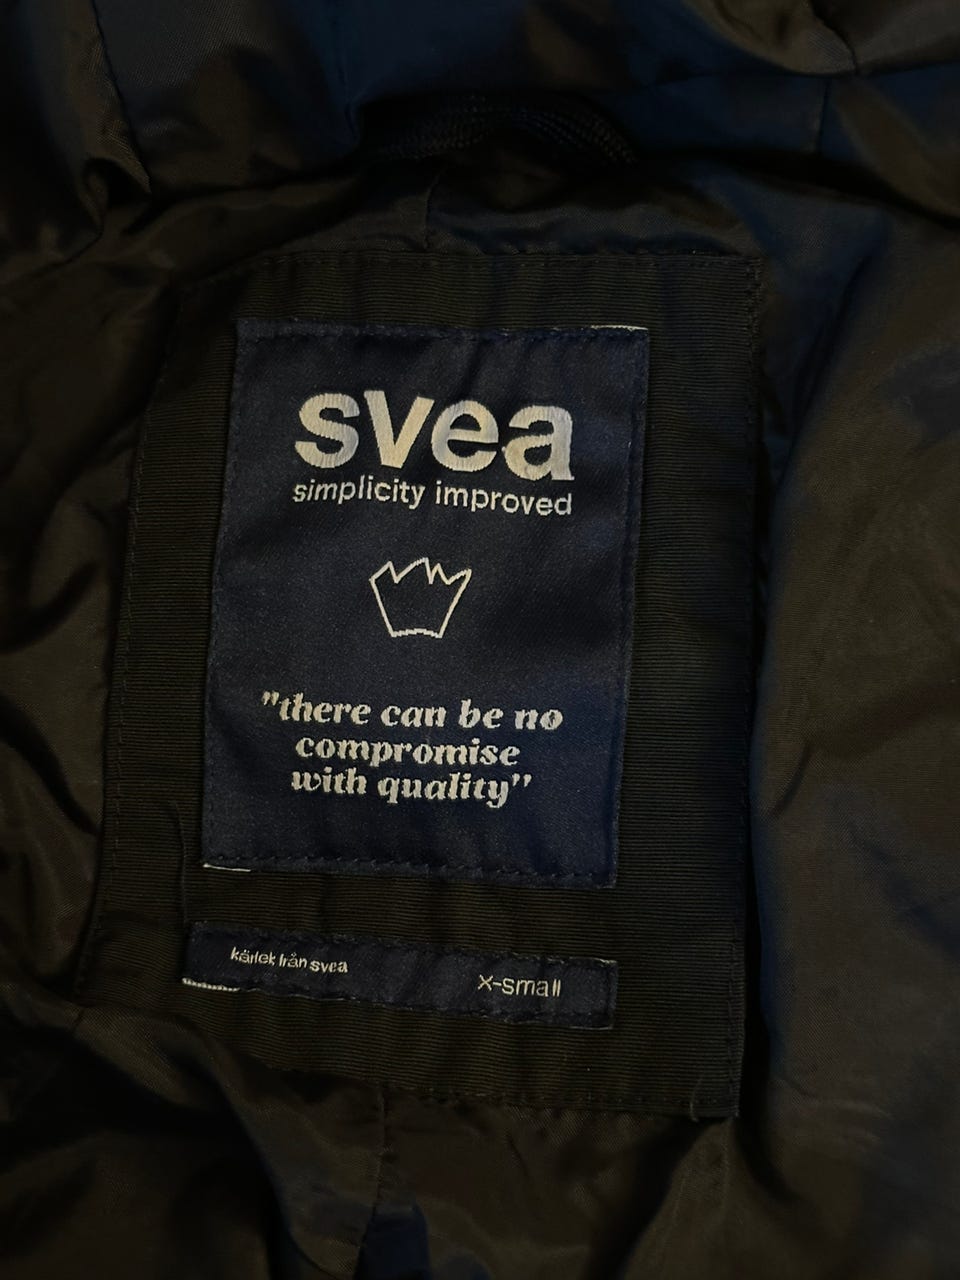 svea
simplicity improved
"there can be no
compromise
with quality"
kärlek från svea
x-small